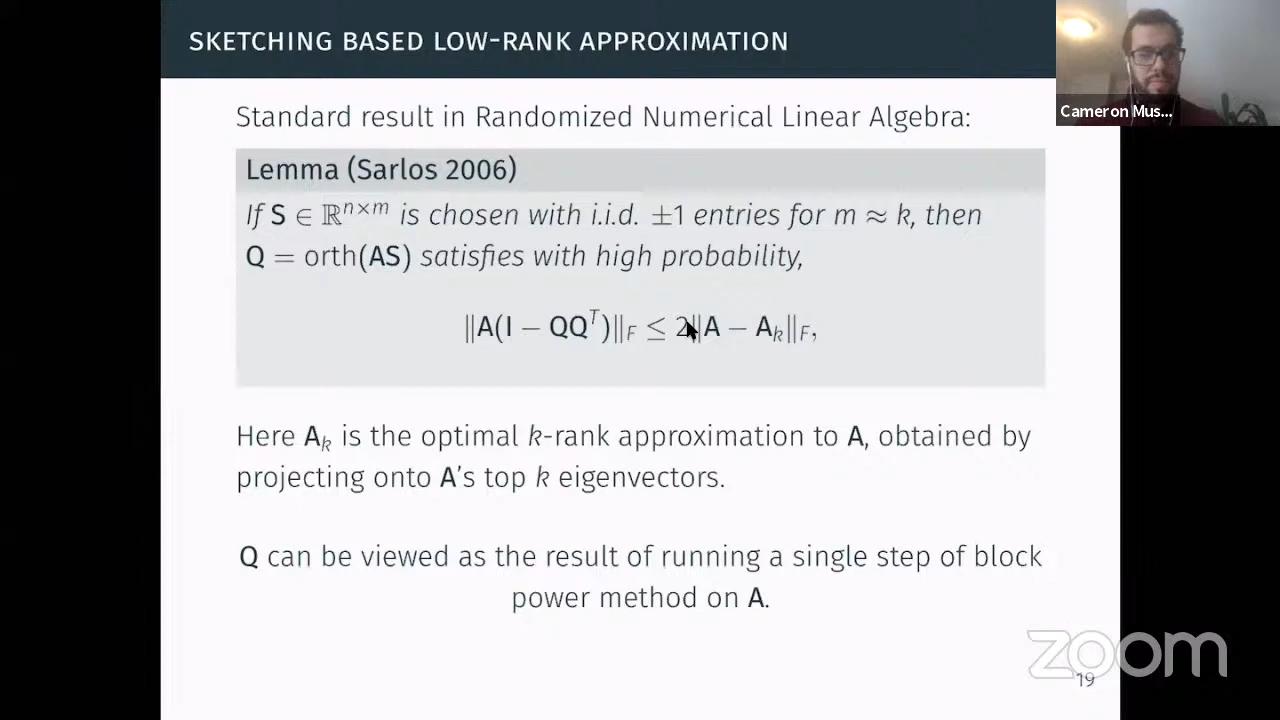 SKETCHING BASED LOW-RANK APPROXIMATION
Cameron Mus...
Standard result in Randomized Numerical Linear Algebra:
Lemma (Sarlos 2006)
If S ∈ ℝⁿˣᵐ is chosen with i.i.d. ±1 entries for m ≈ k, then
Q = orth(AS) satisfies with high probability,
‖A(I − QQᵀ)‖_F ≤ 2‖A − A_k‖_F,
Here A_k is the optimal k-rank approximation to A, obtained by
projecting onto A's top k eigenvectors.
Q can be viewed as the result of running a single step of block
power method on A.
zoom
19